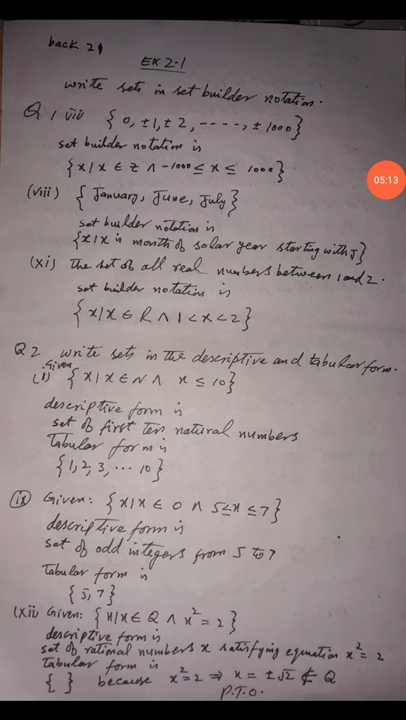 back 21
EX 2.1
write sets in set builder notation.
Q1 vii { 0, ±1, ±2, -----, ±1000 }
set builder notation is
{ x/x ∈ Z ∧ -1000 ≤ x ≤ 1000 }
05:13
(viii) { January, June, July }
set builder notation is
{ x/x is month of solar year starting with J }
(xi) the set of all real numbers between 1 and 2.
set builder notation is
{ x/x ∈ R ∧ 1 < x < 2 }
Q2 write sets in the descriptive and tabular form.
(i) Given { x/x ∈ N ∧ x ≤ 10 }
descriptive form is
set of first ten natural numbers
Tabular form is
{ 1, 2, 3, ... 10 }
Given: { x/x ∈ O ∧ 5 ≤ x ≤ 7 }
descriptive form is
set of odd integers from 5 to 7
Tabular form is
{ 5, 7 }
(xii) Given: { x/x ∈ Q ∧ x² = 2 }
descriptive form is
set of rational numbers x satisfying equation x² = 2
Tabular form is
{ } because x² = 2 ⇒ x = ±√2 ∉ Q
P.T.O.